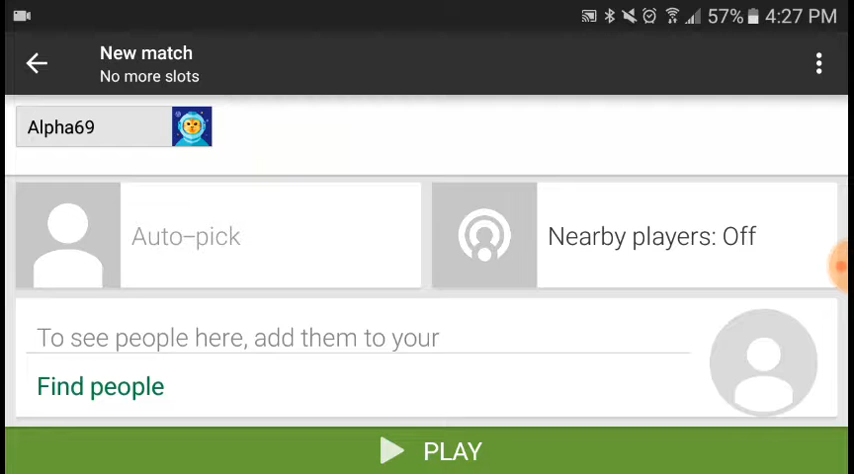 57% 4:27 PM
New match
No more slots
Alpha69
Auto-pick
Nearby players: Off
To see people here, add them to your
Find people
PLAY